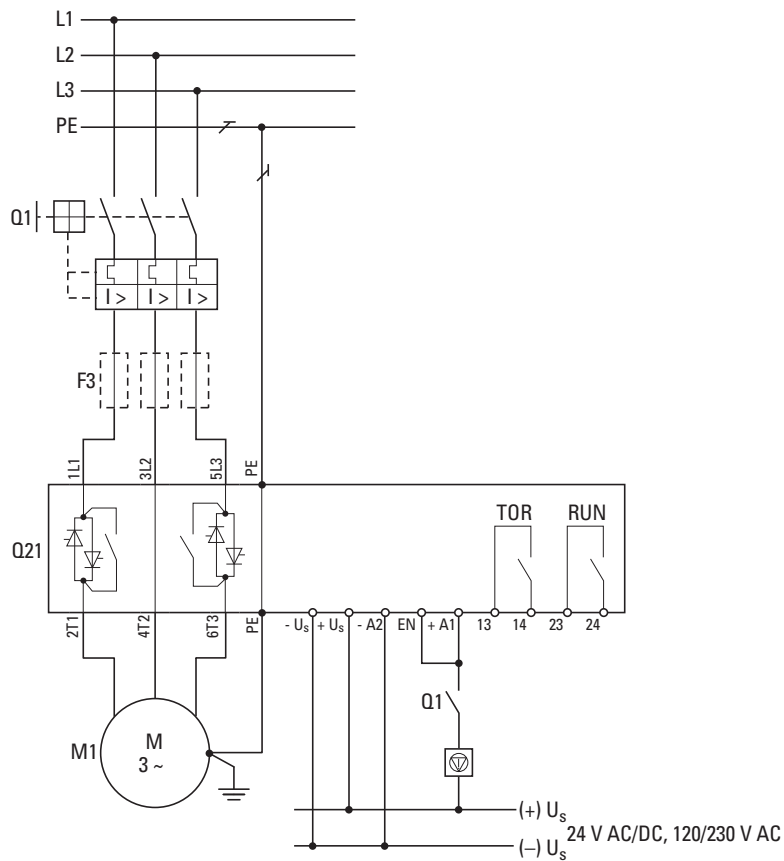 L1
L2
L3
PE
Q1
I > I > I >
F3
1L1 3L2 5L3 PE
TOR RUN
Q21
2T1 4T2 6T3 PE
- Us + Us - A2 EN + A1 13 14 23 24
Q1
M1
M
3 ~
(+) Us
(–) Us 24 V AC/DC, 120/230 V AC